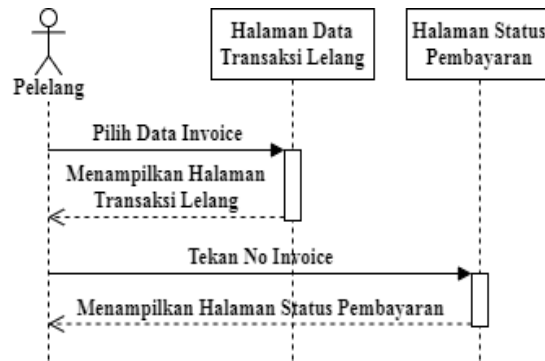 Halaman Data
Transaksi Lelang
Halaman Status
Pembayaran
Pelelang
Pilih Data Invoice
Menampilkan Halaman
Transaksi Lelang
Tekan No Invoice
Menampilkan Halaman Status Pembayaran